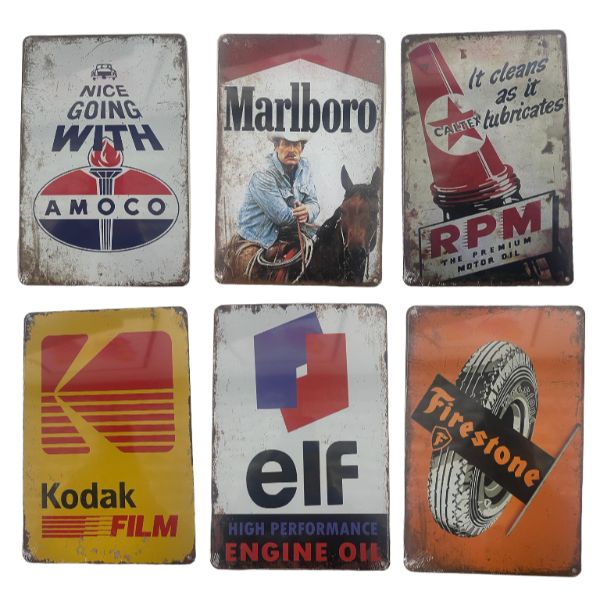 NICE
GOING
WITH
AMOCO
Marlboro
It cleans
as it
lubricates
CALTEX
RPM
THE PREMIUM
MOTOR OIL
Kodak
FILM
elf
HIGH PERFORMANCE
ENGINE OIL
Firestone
F